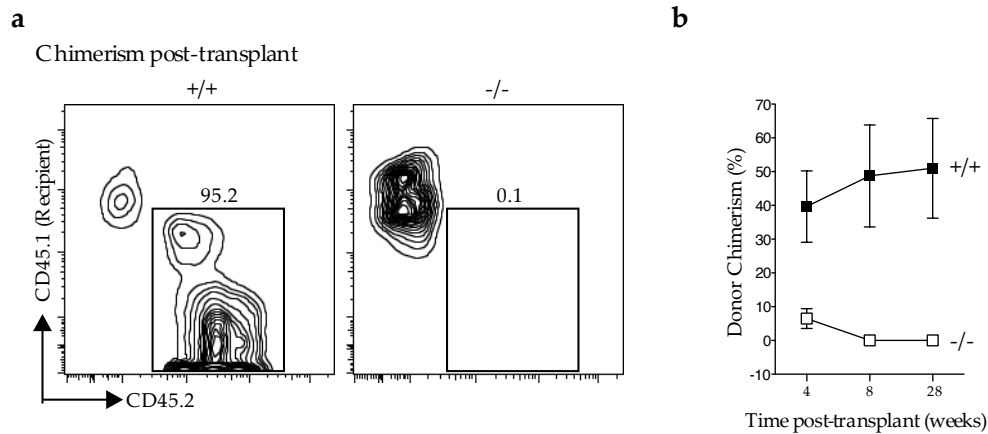 a
Chimerism post-transplant
+/+
-/-
CD45.1 (Recipient)
95.2
0.1
CD45.2
b
Donor Chimerism (%)
70
60
50
40
30
20
10
0
-10
+/+
-/-
4
8
28
Time post-transplant (weeks)